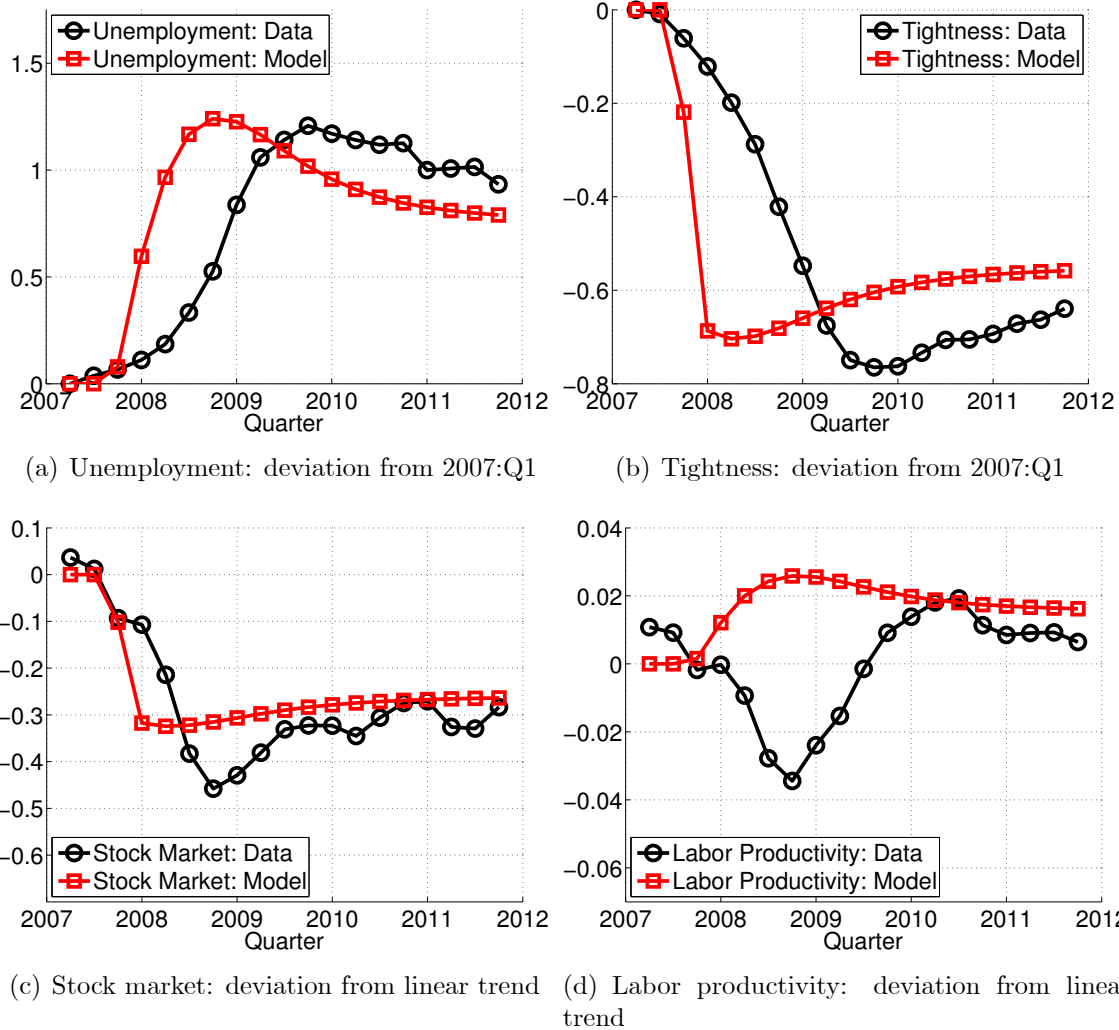 Unemployment: Data
Unemployment: Model
1.5
1
0.5
0
2007 2008 2009 2010 2011 2012
Quarter
(a) Unemployment: deviation from 2007:Q1
Tightness: Data
Tightness: Model
0
−0.2
−0.4
−0.6
−0.8
2007 2008 2009 2010 2011 2012
Quarter
(b) Tightness: deviation from 2007:Q1
0.1
0
−0.1
−0.2
−0.3
−0.4
−0.5
−0.6
Stock Market: Data
Stock Market: Model
2007 2008 2009 2010 2011 2012
Quarter
(c) Stock market: deviation from linear trend
0.04
0.02
0
−0.02
−0.04
−0.06
Labor Productivity: Data
Labor Productivity: Model
2007 2008 2009 2010 2011 2012
Quarter
(d) Labor productivity: deviation from linea
trend